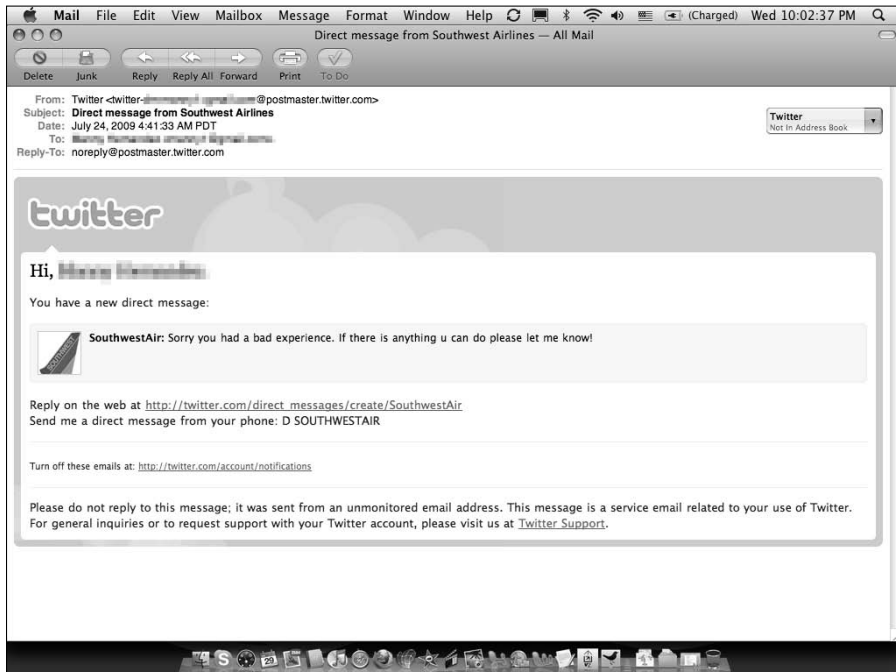 Mail File Edit View Mailbox Message Format Window Help (Charged) Wed 10:02:37 PM
Direct message from Southwest Airlines — All Mail
Delete Junk Reply Reply All Forward Print To Do
From: Twitter <twitter- @postmaster.twitter.com>
Subject: Direct message from Southwest Airlines
Date: July 24, 2009 4:41:33 AM PDT
To:
Reply-To: noreply@postmaster.twitter.com
Twitter
Not In Address Book
twitter
Hi,
You have a new direct message:
SouthwestAir: Sorry you had a bad experience. If there is anything u can do please let me know!
SOUTHWEST
Reply on the web at http://twitter.com/direct_messages/create/SouthwestAir
Send me a direct message from your phone: D SOUTHWESTAIR
Turn off these emails at: http://twitter.com/account/notifications
Please do not reply to this message; it was sent from an unmonitored email address. This message is a service email related to your use of Twitter.
For general inquiries or to request support with your Twitter account, please visit us at Twitter Support.